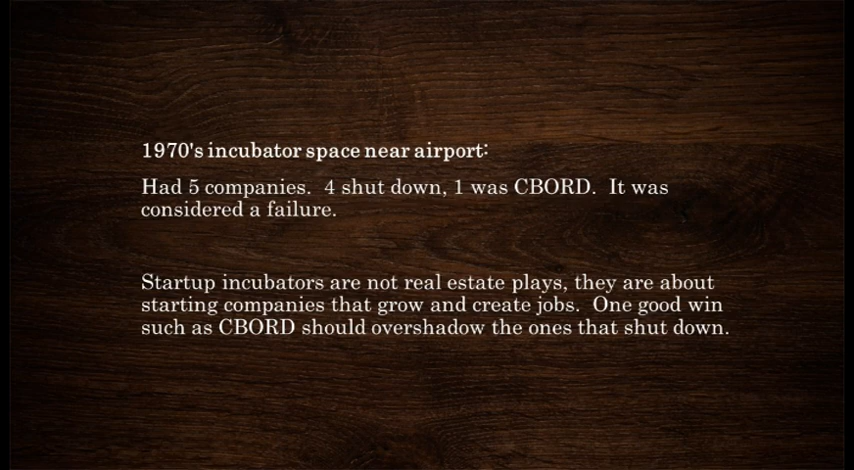 1970's incubator space near airport:
Had 5 companies.  4 shut down, 1 was CBORD.  It was
considered a failure.
Startup incubators are not real estate plays, they are about
starting companies that grow and create jobs.  One good win
such as CBORD should overshadow the ones that shut down.